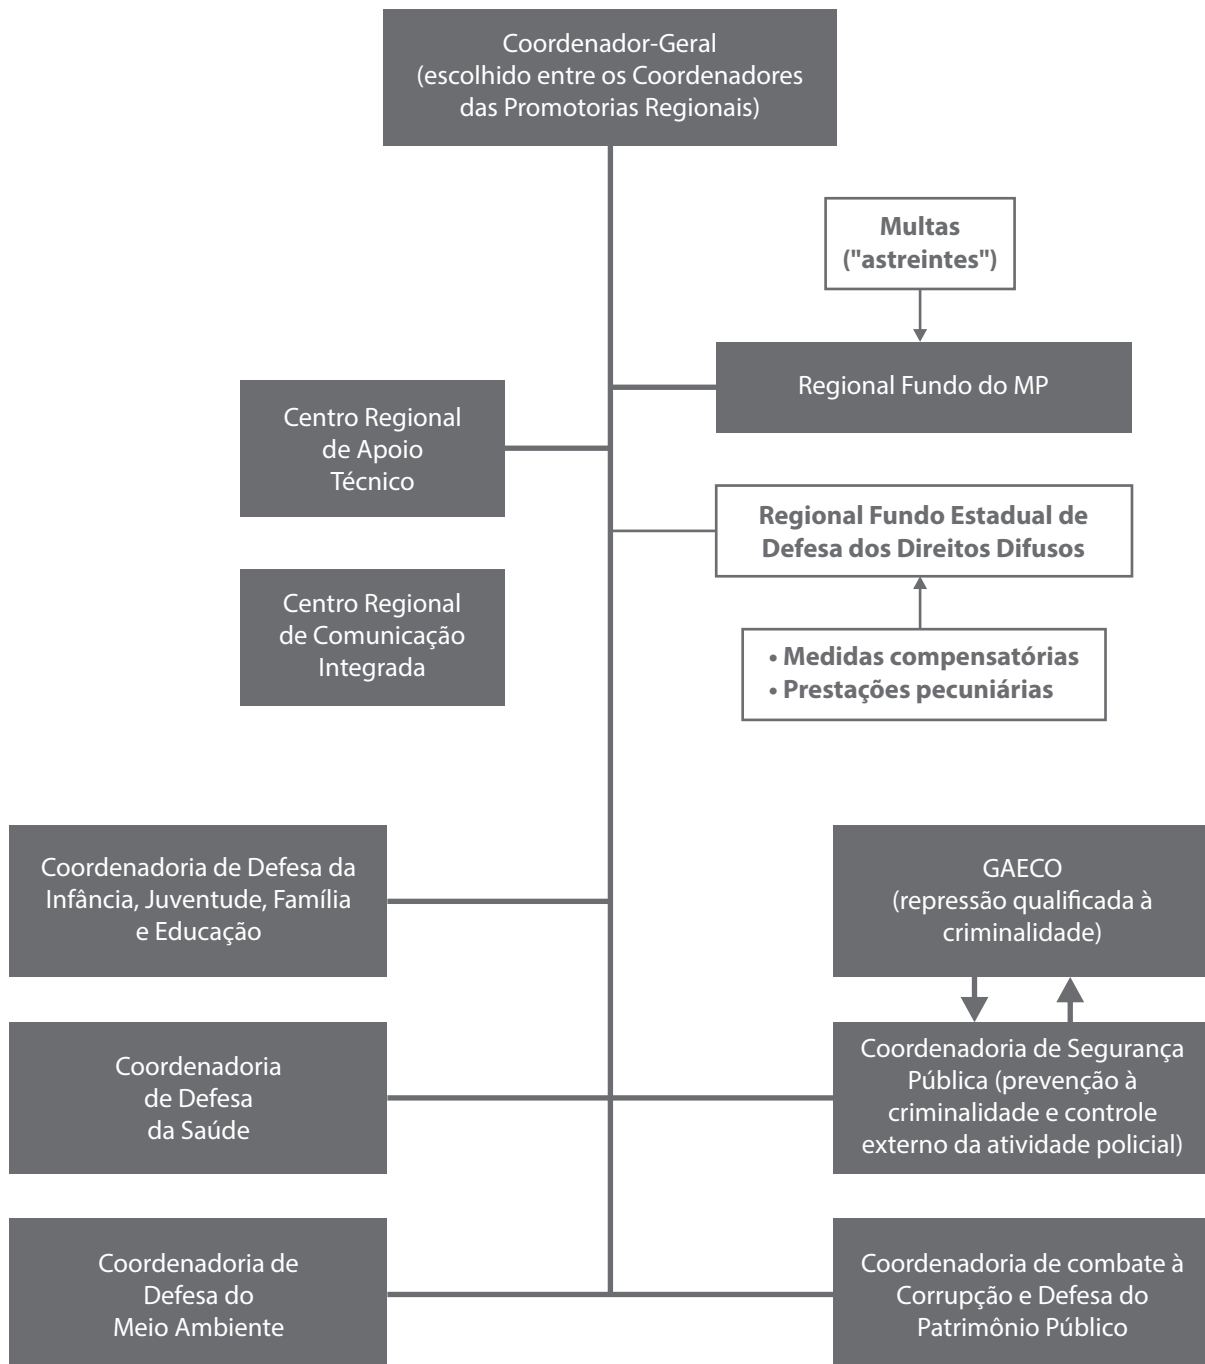 Coordenador-Geral
(escolhido entre os Coordenadores
das Promotorias Regionais)
Multas
("astreintes")
Regional Fundo do MP
Centro Regional
de Apoio
Técnico
Regional Fundo Estadual de
Defesa dos Direitos Difusos
Centro Regional
de Comunicação
Integrada
• Medidas compensatórias
• Prestações pecuniárias
Coordenadoria de Defesa da
Infância, Juventude, Família
e Educação
GAECO
(repressão qualificada à
criminalidade)
Coordenadoria
de Defesa
da Saúde
Coordenadoria de Segurança
Pública (prevenção à
criminalidade e controle
externo da atividade policial)
Coordenadoria de
Defesa do
Meio Ambiente
Coordenadoria de combate à
Corrupção e Defesa do
Patrimônio Público